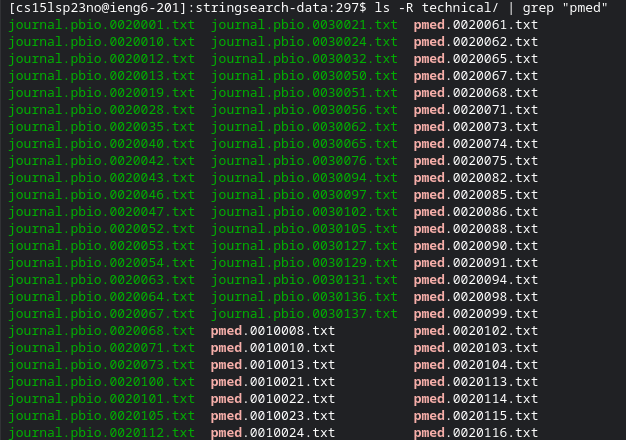 [cs15lsp23no@ieng6-201]:stringsearch-data:297$ ls -R technical/ | grep "pmed"
journal.pbio.0020001.txt  journal.pbio.0030021.txt  pmed.0020061.txt
journal.pbio.0020010.txt  journal.pbio.0030024.txt  pmed.0020062.txt
journal.pbio.0020012.txt  journal.pbio.0030032.txt  pmed.0020065.txt
journal.pbio.0020013.txt  journal.pbio.0030050.txt  pmed.0020067.txt
journal.pbio.0020019.txt  journal.pbio.0030051.txt  pmed.0020068.txt
journal.pbio.0020028.txt  journal.pbio.0030056.txt  pmed.0020071.txt
journal.pbio.0020035.txt  journal.pbio.0030062.txt  pmed.0020073.txt
journal.pbio.0020040.txt  journal.pbio.0030065.txt  pmed.0020074.txt
journal.pbio.0020042.txt  journal.pbio.0030076.txt  pmed.0020075.txt
journal.pbio.0020043.txt  journal.pbio.0030094.txt  pmed.0020082.txt
journal.pbio.0020046.txt  journal.pbio.0030097.txt  pmed.0020085.txt
journal.pbio.0020047.txt  journal.pbio.0030102.txt  pmed.0020086.txt
journal.pbio.0020052.txt  journal.pbio.0030105.txt  pmed.0020088.txt
journal.pbio.0020053.txt  journal.pbio.0030127.txt  pmed.0020090.txt
journal.pbio.0020054.txt  journal.pbio.0030129.txt  pmed.0020091.txt
journal.pbio.0020063.txt  journal.pbio.0030131.txt  pmed.0020094.txt
journal.pbio.0020064.txt  journal.pbio.0030136.txt  pmed.0020098.txt
journal.pbio.0020067.txt  journal.pbio.0030137.txt  pmed.0020099.txt
journal.pbio.0020068.txt  pmed.0010008.txt  pmed.0020102.txt
journal.pbio.0020071.txt  pmed.0010010.txt  pmed.0020103.txt
journal.pbio.0020073.txt  pmed.0010013.txt  pmed.0020104.txt
journal.pbio.0020100.txt  pmed.0010021.txt  pmed.0020113.txt
journal.pbio.0020101.txt  pmed.0010022.txt  pmed.0020114.txt
journal.pbio.0020105.txt  pmed.0010023.txt  pmed.0020115.txt
journal.pbio.0020112.txt  pmed.0010024.txt  pmed.0020116.txt